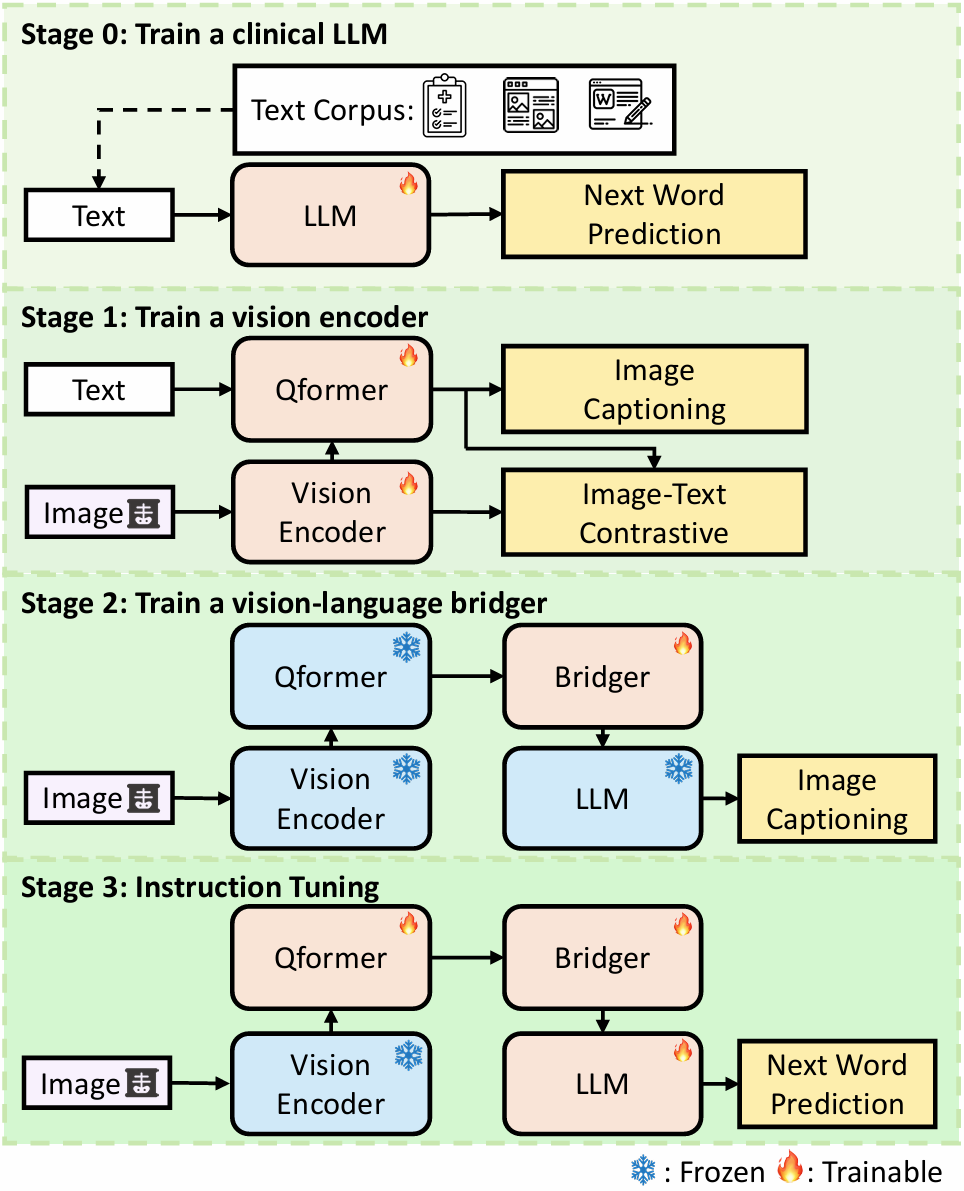 Stage 0: Train a clinical LLM
Text Corpus:
W
Text
LLM
Next Word
Prediction
Stage 1: Train a vision encoder
Text
Qformer
Image
Captioning
Image
Vision
Encoder
Image-Text
Contrastive
Stage 2: Train a vision-language bridger
Qformer
Bridger
Image
Vision
Encoder
LLM
Image
Captioning
Stage 3: Instruction Tuning
Qformer
Bridger
Image
Vision
Encoder
LLM
Next Word
Prediction
: Frozen : Trainable